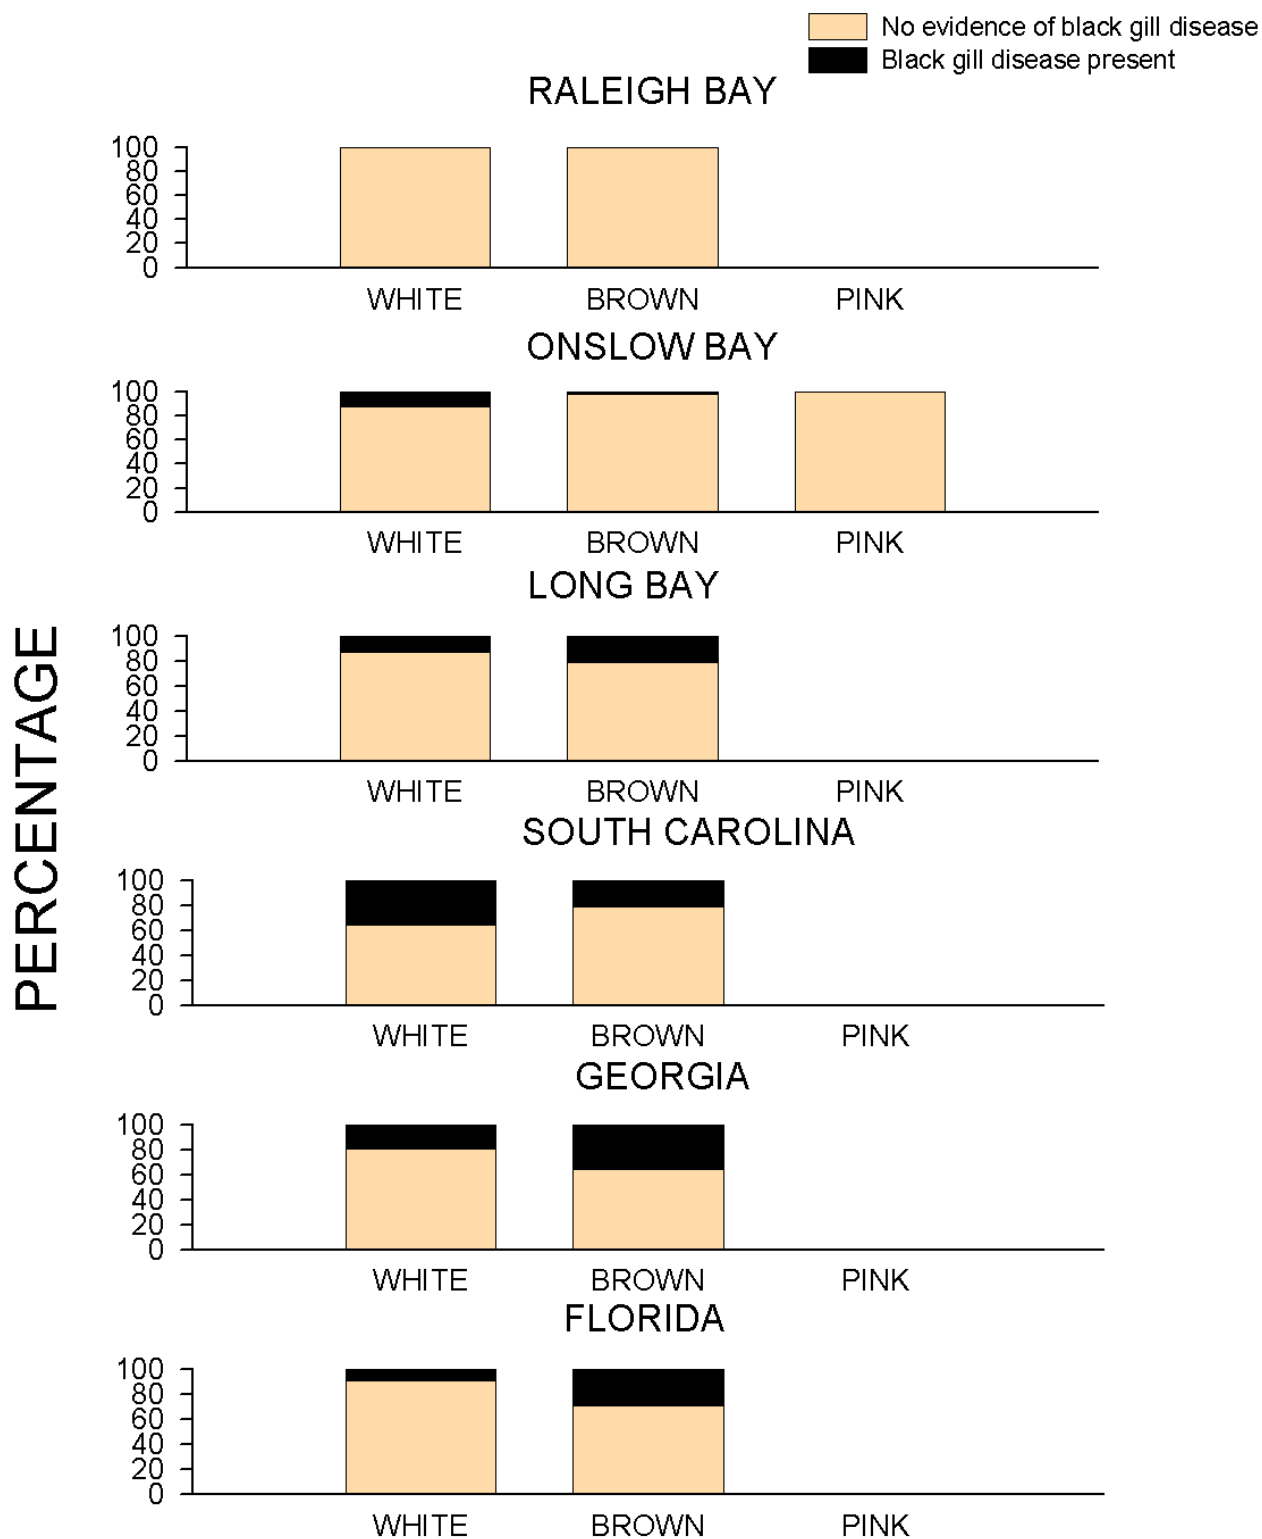 No evidence of black gill disease
Black gill disease present
RALEIGH BAY
100
80
60
40
20
0
WHITE BROWN PINK
ONSLOW BAY
100
80
60
40
20
0
WHITE BROWN PINK
LONG BAY
100
80
60
40
20
0
WHITE BROWN PINK
SOUTH CAROLINA
100
80
60
40
20
0
WHITE BROWN PINK
GEORGIA
100
80
60
40
20
0
WHITE BROWN PINK
FLORIDA
100
80
60
40
20
0
WHITE BROWN PINK
PERCENTAGE